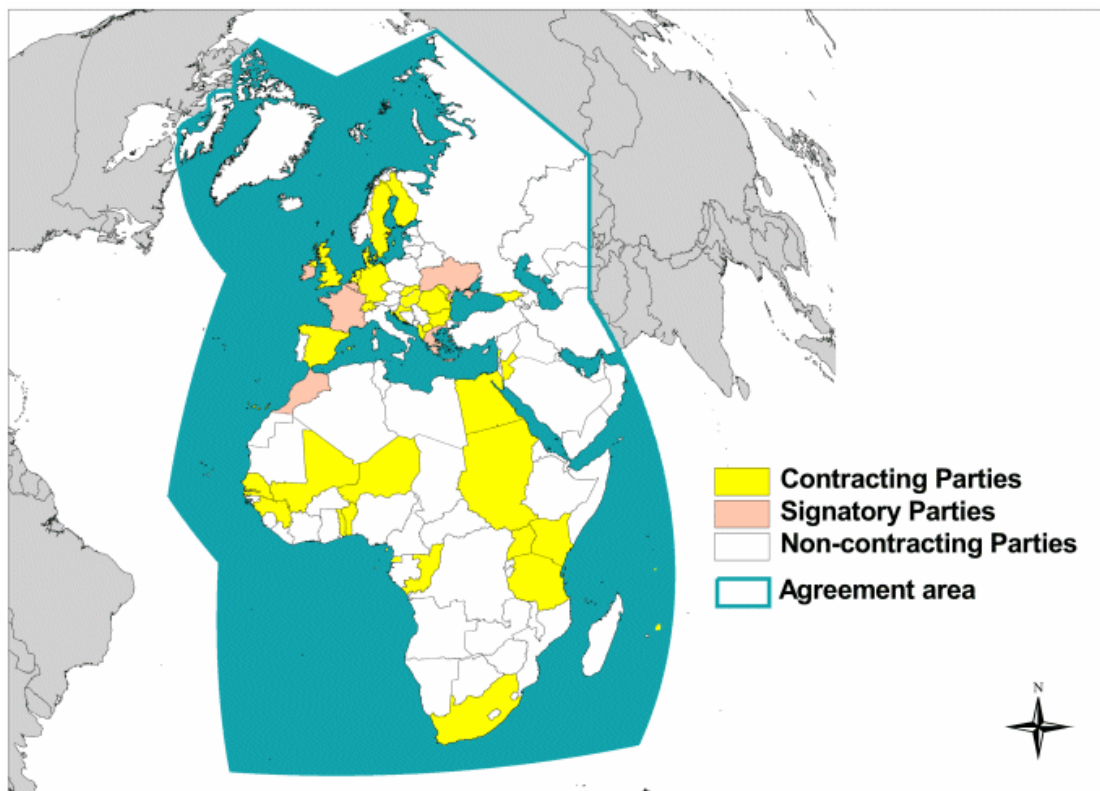 Contracting Parties
Signatory Parties
Non-contracting Parties
Agreement area
N